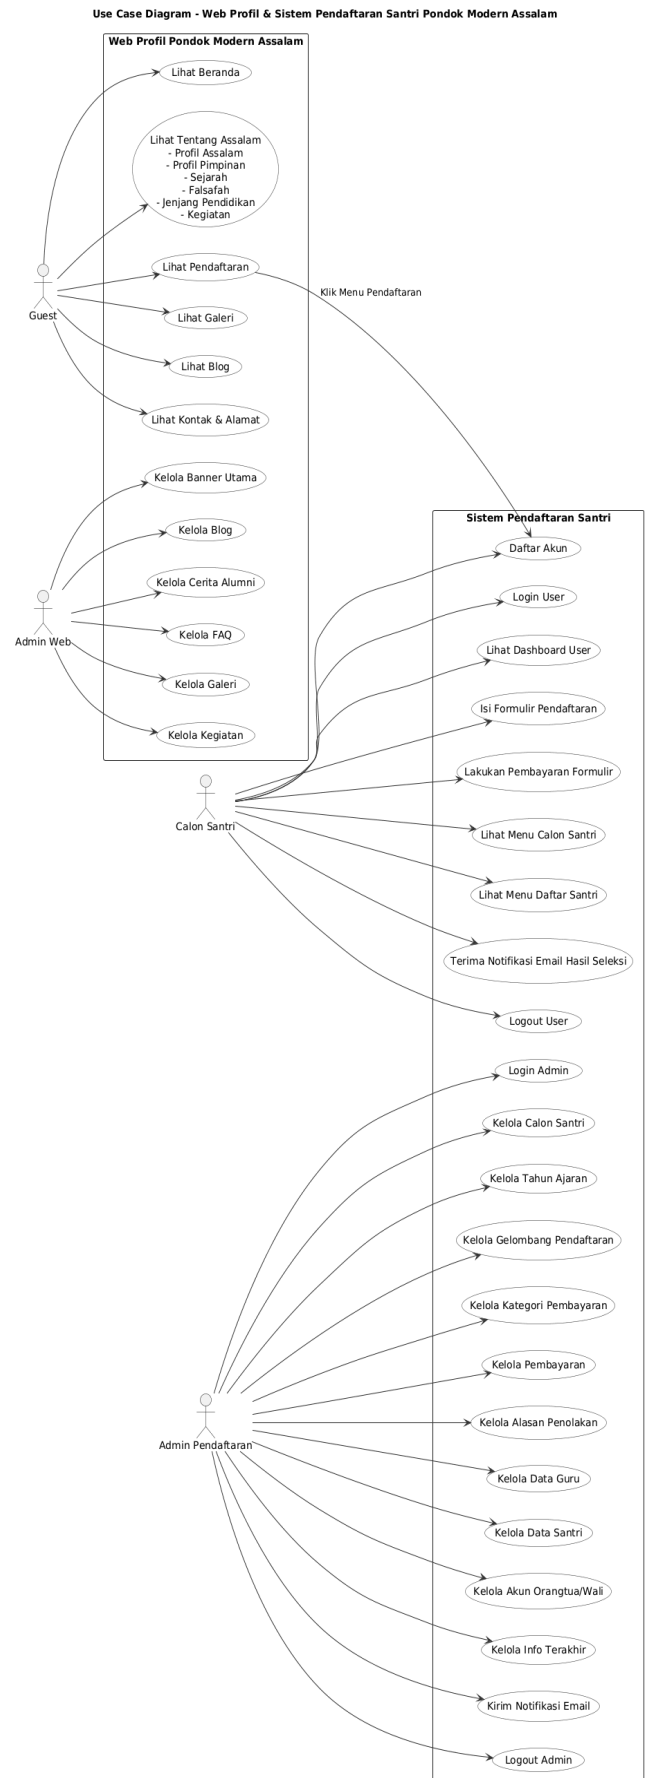 Use Case Diagram - Web Profil & Sistem Pendaftaran Santri Pondok Modern Assalam
Web Profil Pondok Modern Assalam
Lihat Beranda
Lihat Tentang Assalam
- Profil Assalam
- Profil Pimpinan
- Sejarah
- Falsafah
- Jenjang Pendidikan
- Kegiatan
Lihat Pendaftaran
Klik Menu Pendaftaran
Guest
Lihat Galeri
Lihat Blog
Lihat Kontak & Alamat
Kelola Banner Utama
Kelola Blog
Kelola Cerita Alumni
Admin Web
Kelola FAQ
Kelola Galeri
Kelola Kegiatan
Sistem Pendaftaran Santri
Daftar Akun
Login User
Lihat Dashboard User
Isi Formulir Pendaftaran
Lakukan Pembayaran Formulir
Calon Santri
Lihat Menu Calon Santri
Lihat Menu Daftar Santri
Terima Notifikasi Email Hasil Seleksi
Logout User
Login Admin
Kelola Calon Santri
Kelola Tahun Ajaran
Kelola Gelombang Pendaftaran
Kelola Kategori Pembayaran
Kelola Pembayaran
Kelola Alasan Penolakan
Admin Pendaftaran
Kelola Data Guru
Kelola Data Santri
Kelola Akun Orangtua/Wali
Kelola Info Terakhir
Kirim Notifikasi Email
Logout Admin